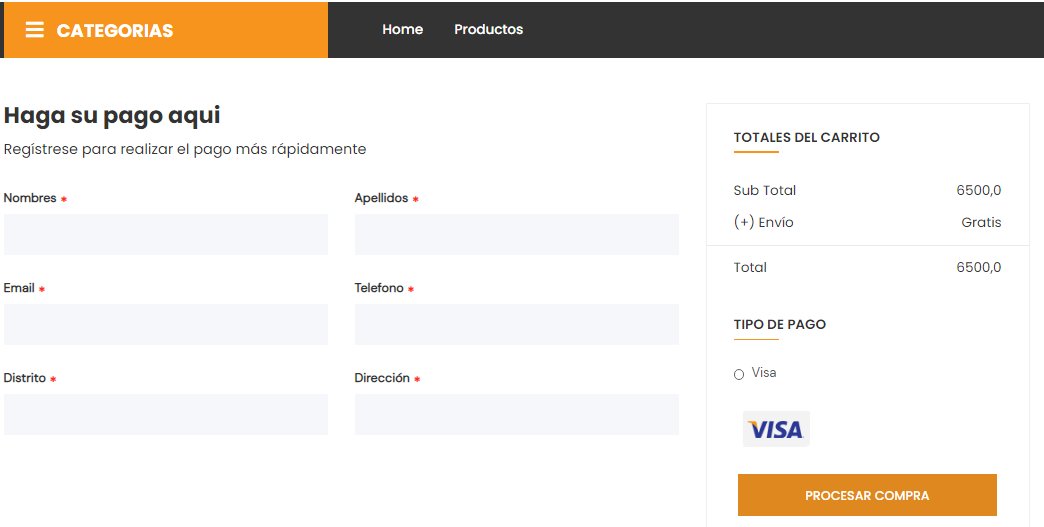 CATEGORIAS
Home
Productos
Haga su pago aqui
Regístrese para realizar el pago más rápidamente
Nombres *
Apellidos *
Email *
Telefono *
Distrito *
Dirección *
TOTALES DEL CARRITO
Sub Total 6500,0
(+) Envío Gratis
Total 6500,0
TIPO DE PAGO
Visa
VISA
PROCESAR COMPRA